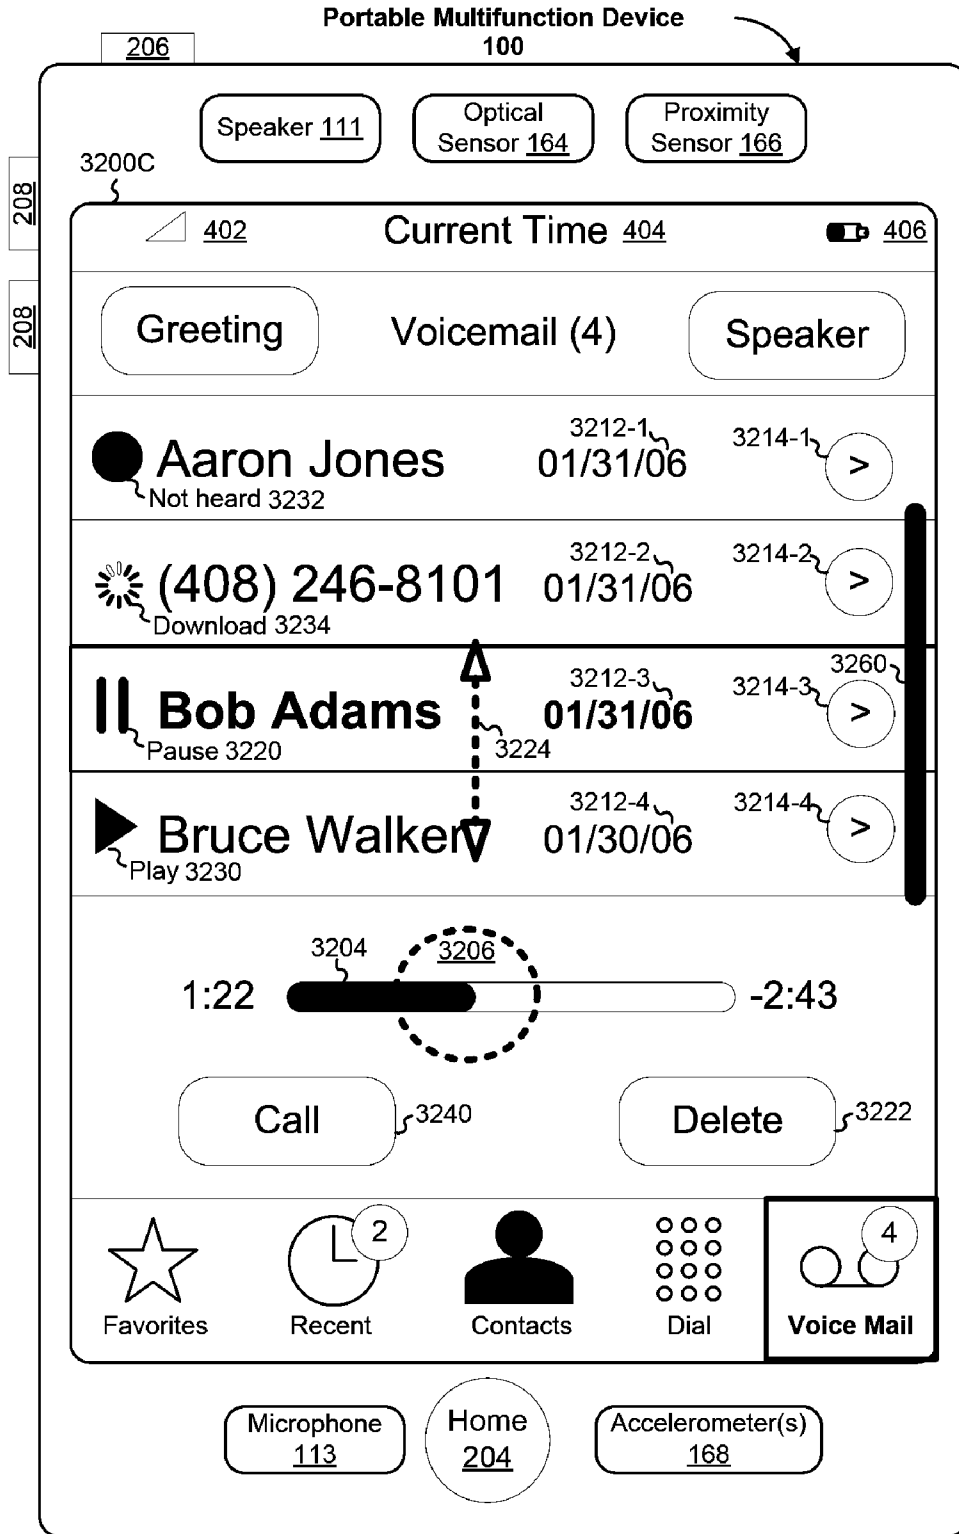 Portable Multifunction Device
100
206
208
208
Speaker 111
Optical
Sensor 164
Proximity
Sensor 166
3200C
402
Current Time 404
406
Greeting
Voicemail (4)
Speaker
Aaron Jones
Not heard 3232
3212-1
01/31/06
3214-1
>
(408) 246-8101
Download 3234
3212-2
01/31/06
3214-2
>
Bob Adams
Pause 3220
3224
3212-3
01/31/06
3214-3
3260
>
Bruce Walker
Play 3230
3212-4
01/30/06
3214-4
>
3204
3206
1:22
-2:43
Call
3240
Delete
3222
Favorites
2
Recent
Contacts
Dial
4
Voice Mail
Microphone
113
Home
204
Accelerometer(s)
168